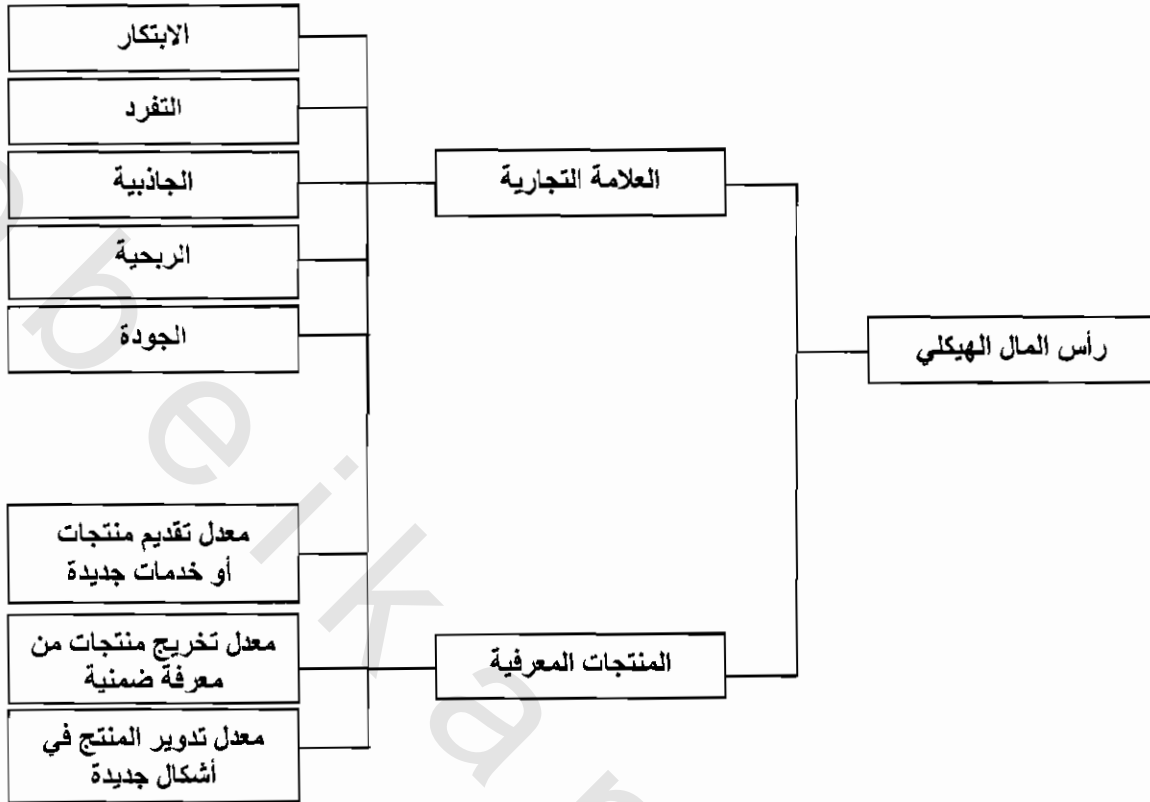 رأس المال الهيكلي
العلامة التجارية
الابتكار
التفرد
الجاذبية
الربحية
الجودة
المنتجات المعرفية
معدل تقديم منتجات
أو خدمات جديدة
معدل تخريج منتجات من
معرفة ضمنية
معدل تدوير المنتج في
أشكال جديدة
obeikan